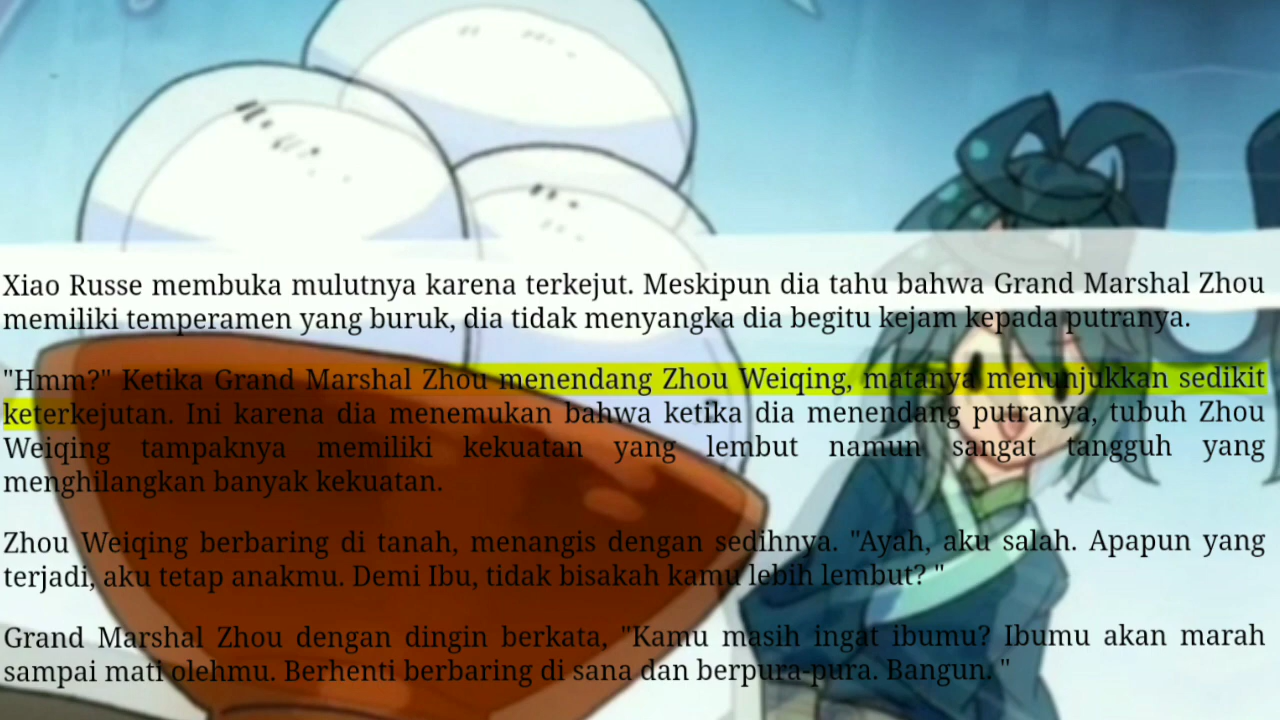 Xiao Russe membuka mulutnya karena terkejut. Meskipun dia tahu bahwa Grand Marshal Zhou
memiliki temperamen yang buruk, dia tidak menyangka dia begitu kejam kepada putranya.
"Hmm?" Ketika Grand Marshal Zhou menendang Zhou Weiqing, matanya menunjukkan sedikit
keterkejutan. Ini karena dia menemukan bahwa ketika dia menendang putranya, tubuh Zhou
Weiqing tampaknya memiliki kekuatan yang lembut namun sangat tangguh yang
menghilangkan banyak kekuatan.
Zhou Weiqing berbaring di tanah, menangis dengan sedihnya. "Ayah, aku salah. Apapun yang
terjadi, aku tetap anakmu. Demi Ibu, tidak bisakah kamu lebih lembut? "
Grand Marshal Zhou dengan dingin berkata, "Kamu masih ingat ibumu? Ibumu akan marah
sampai mati olehmu. Berhenti berbaring di sana dan berpura-pura. Bangun. "